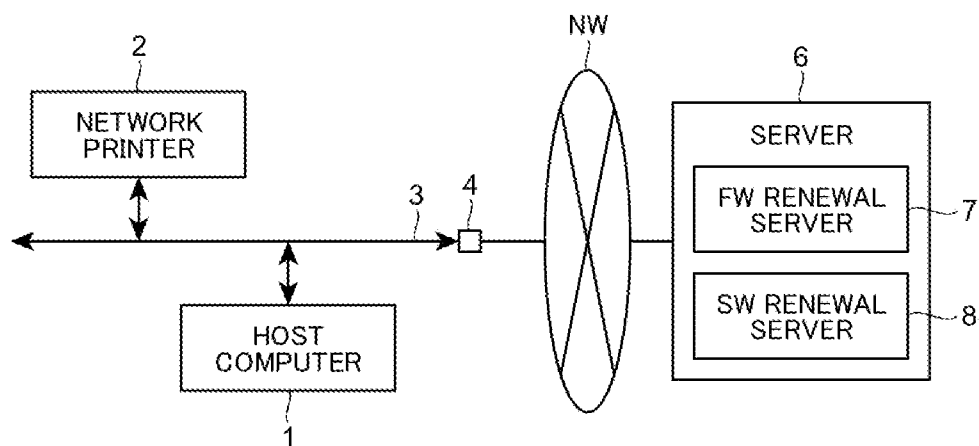 NW
2
6
NETWORK
PRINTER
SERVER
3
4
FW RENEWAL
SERVER
7
HOST
COMPUTER
SW RENEWAL
SERVER
8
1